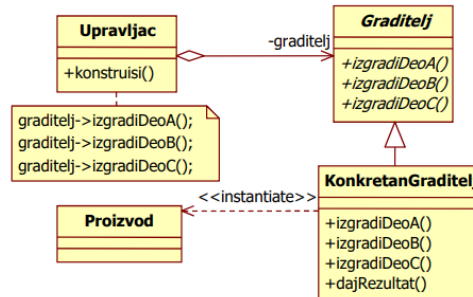 Upravljac
+konstruisi()
graditelj->izgradiDeoA();
graditelj->izgradiDeoB();
graditelj->izgradiDeoC();
-graditelj
Graditelj
+izgradiDeoA()
+izgradiDeoB()
+izgradiDeoC()
<<instantiate>>
Proizvod
KonkretanGraditelj
+izgradiDeoA()
+izgradiDeoB()
+izgradiDeoC()
+dajRezultat()